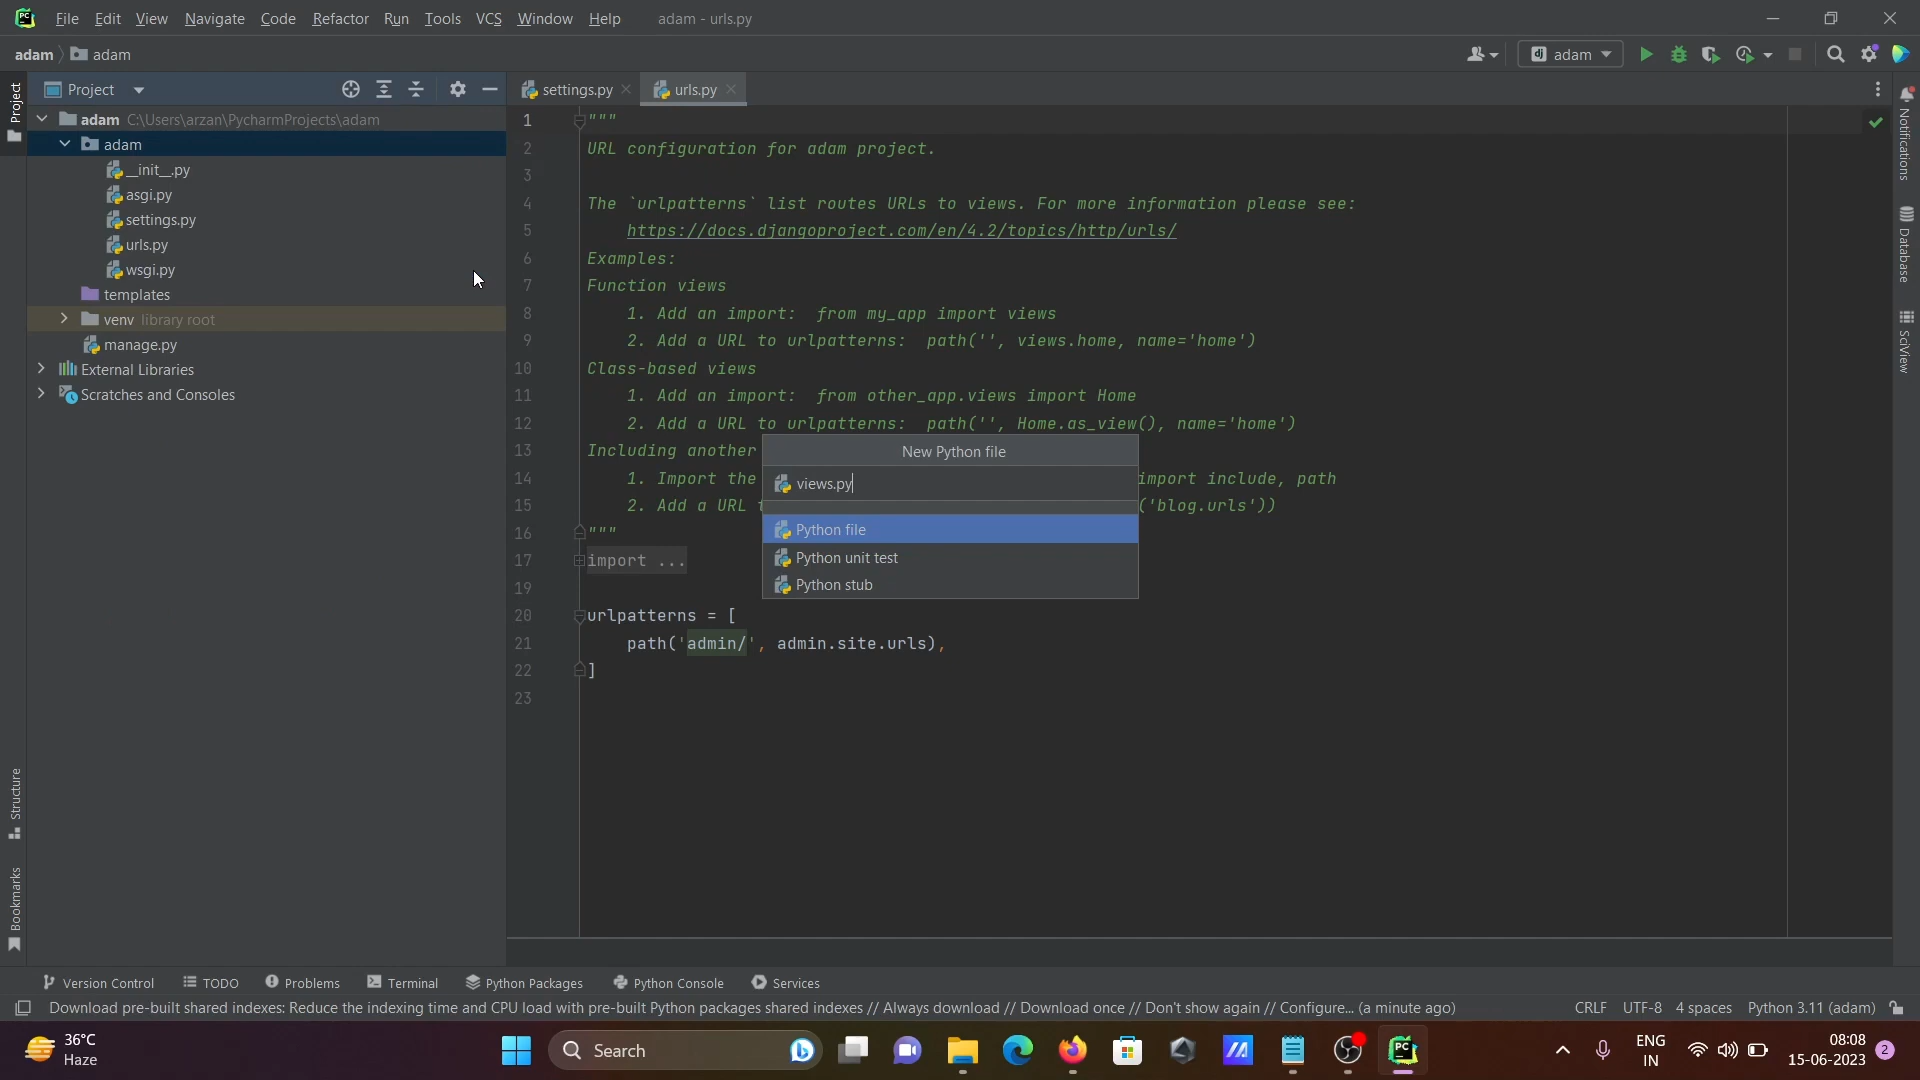 File Edit View Navigate Code Refactor Run Tools VCS Window Help adam - urls.py
adam adam
adam
Project
settings.py
urls.py
adam C:\Users\arzan\PycharmProjects\adam
adam
__init__.py
asgi.py
settings.py
urls.py
wsgi.py
templates
venv library root
manage.py
External Libraries
Scratches and Consoles
Project
Structure
Bookmarks
1 """
2 URL configuration for adam project.
3
4 The `urlpatterns` list routes URLs to views. For more information please see:
5 https://docs.djangoproject.com/en/4.2/topics/http/urls/
6 Examples:
7 Function views
8 1. Add an import: from my_app import views
9 2. Add a URL to urlpatterns: path('', views.home, name='home')
10 Class-based views
11 1. Add an import: from other_app.views import Home
12 2. Add a URL to urlpatterns: path('', Home.as_view(), name='home')
13 Including another
14 1. Import the import include, path
15 2. Add a URL ('blog.urls'))
16 """
17 import ...
19
20 urlpatterns = [
21 path('admin/', admin.site.urls),
22 ]
23
New Python file
views.py
Python file
Python unit test
Python stub
Notifications
Database
SciView
Version Control TODO Problems Terminal Python Packages Python Console Services
Download pre-built shared indexes: Reduce the indexing time and CPU load with pre-built Python packages shared indexes // Always download // Download once // Don't show again // Configure... (a minute ago) CRLF UTF-8 4 spaces Python 3.11 (adam)
36°C
Haze
Search
ENG
IN
08:08
15-06-2023
2